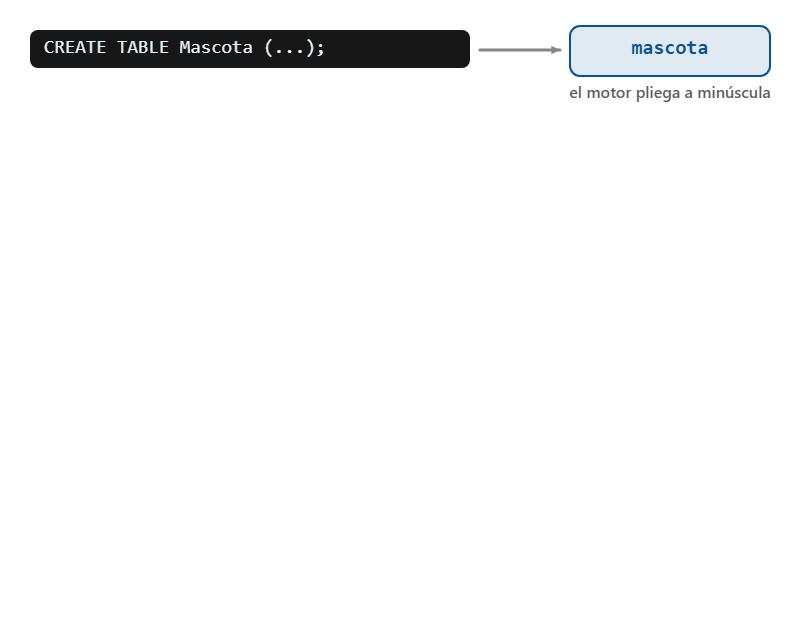 CREATE TABLE Mascota (...);
mascota
el motor pliega a minúscula